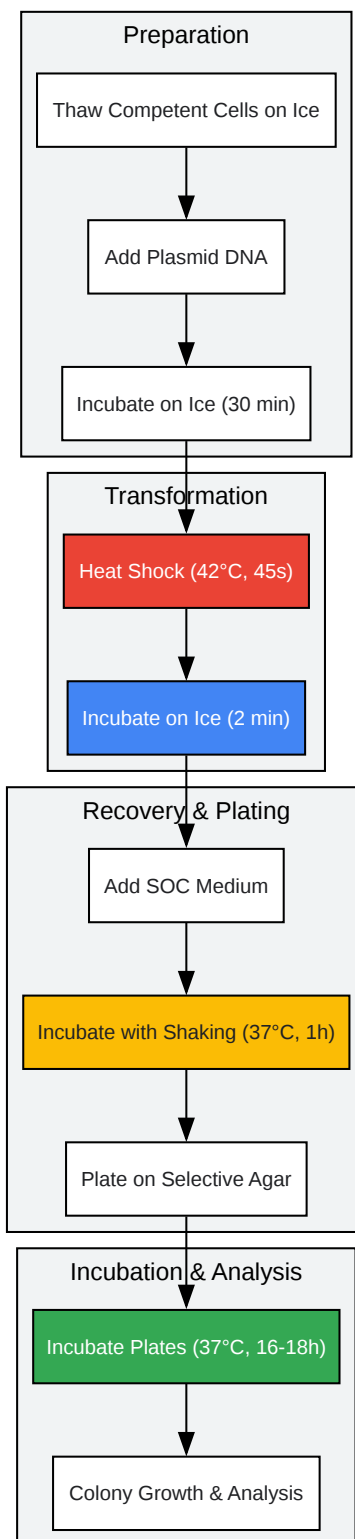 Preparation
Thaw Competent Cells on Ice
Add Plasmid DNA
Incubate on Ice (30 min)
Transformation
Heat Shock (42°C, 45s)
Incubate on Ice (2 min)
Recovery & Plating
Add SOC Medium
Incubate with Shaking (37°C, 1h)
Plate on Selective Agar
Incubation & Analysis
Incubate Plates (37°C, 16-18h)
Colony Growth & Analysis